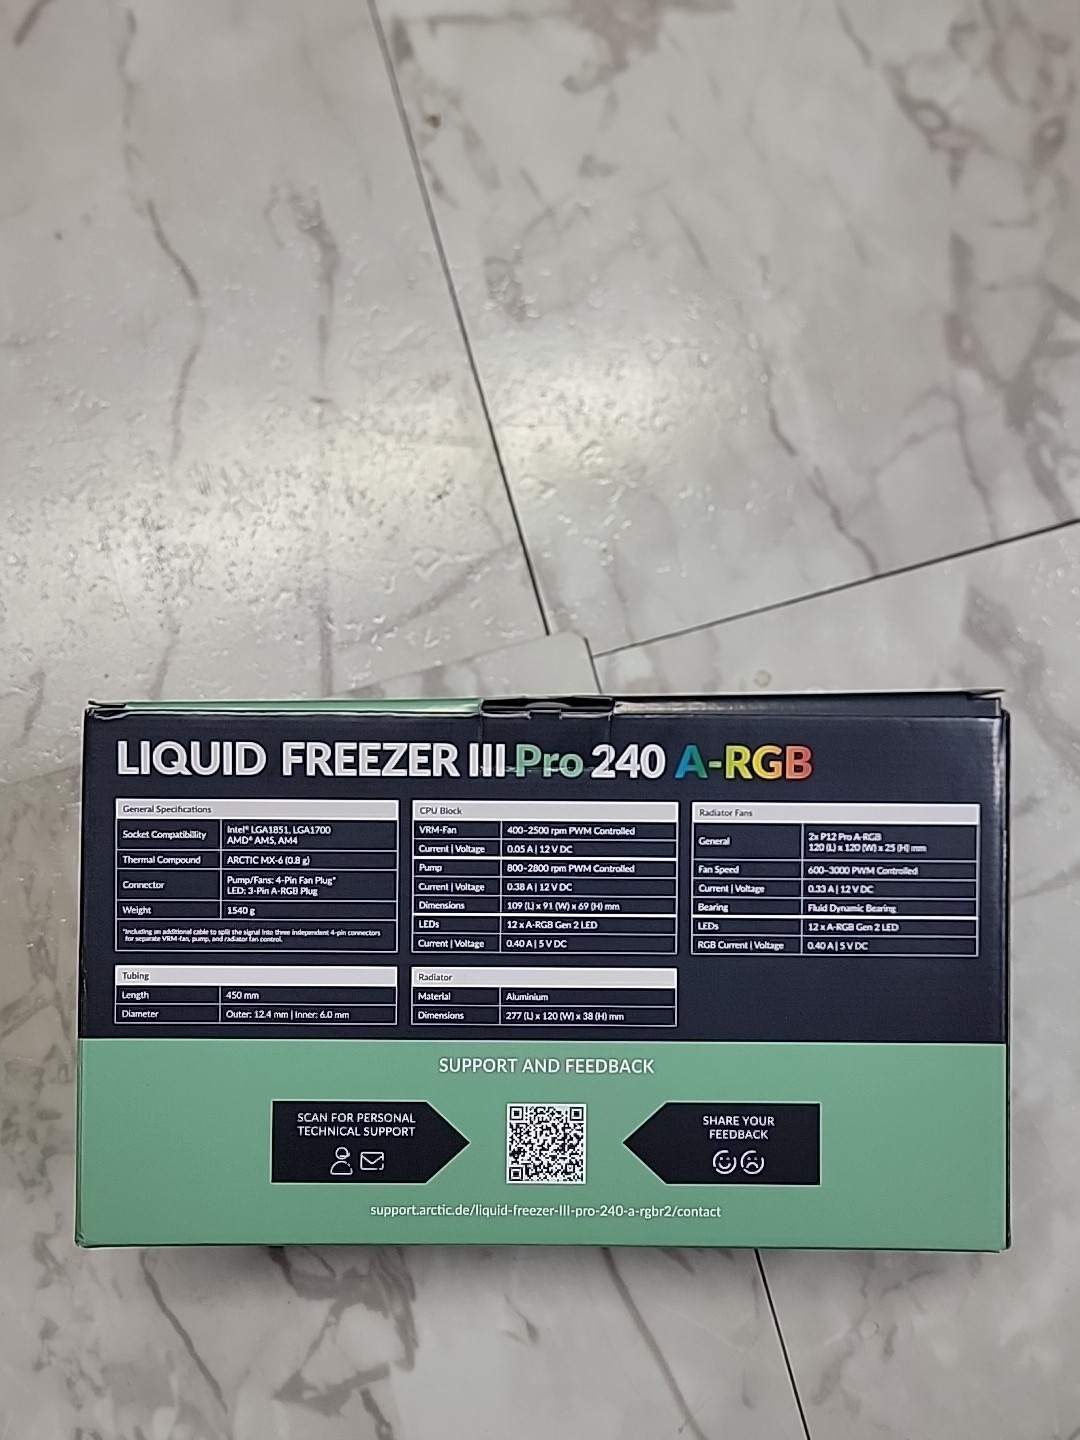 LIQUID FREEZER III Pro 240 A-RGB
General Specifications
Socket Compatibility
Intel® LGA1851, LGA1700
AMD® AM5, AM4
Thermal Compound
ARCTIC MX-6 (0.8 g)
Connector
Pump/Fans: 4-Pin Fan Plug*
LED: 3-Pin A-RGB Plug
Weight
1540 g
*Including an additional cable to split the signal into three independent 4-pin connectors
for separate VRM-fan, pump, and radiator fan control.
Tubing
Length
450 mm
Diameter
Outer: 12.4 mm | Inner: 6.0 mm
CPU Block
VRM-Fan
400-2500 rpm PWM Controlled
Current | Voltage
0.05 A | 12 V DC
Pump
800-2800 rpm PWM Controlled
Current | Voltage
0.38 A | 12 V DC
Dimensions
109 (L) x 91 (W) x 69 (H) mm
LEDs
12 x A-RGB Gen 2 LED
Current | Voltage
0.40 A | 5 V DC
Radiator
Material
Aluminium
Dimensions
277 (L) x 120 (W) x 38 (H) mm
Radiator Fans
General
2x P12 Pro A-RGB
120 (L) x 120 (W) x 25 (H) mm
Fan Speed
600-3000 PWM Controlled
Current | Voltage
0.33 A | 12 V DC
Bearing
Fluid Dynamic Bearing
LEDs
12 x A-RGB Gen 2 LED
RGB Current | Voltage
0.40 A | 5 V DC
SUPPORT AND FEEDBACK
SCAN FOR PERSONAL
TECHNICAL SUPPORT
SHARE YOUR
FEEDBACK
support.arctic.de/liquid-freezer-III-pro-240-a-rgbr2/contact